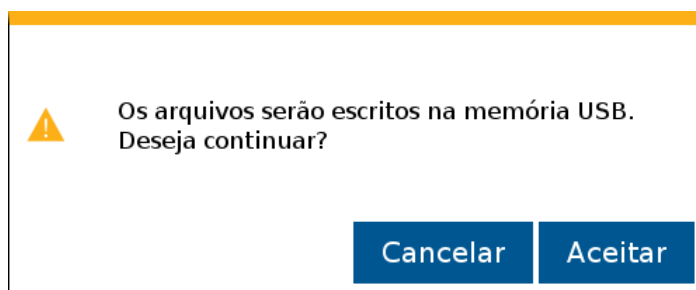 Os arquivos serão escritos na memória USB.
Deseja continuar?
Cancelar Aceitar